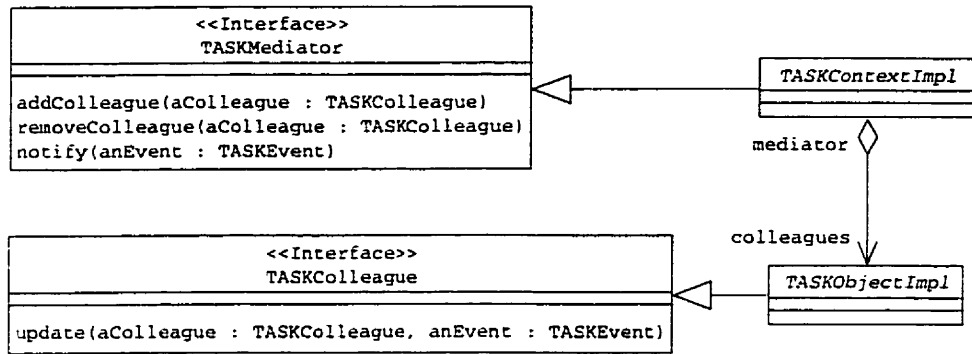 <<Interface>>
TASKMediator
addColleague(aColleague : TASKColleague)
removeColleague(aColleague : TASKColleague)
notify(anEvent : TASKEvent)
TASKContextImpl
mediator
colleagues
<<Interface>>
TASKColleague
update(aColleague : TASKColleague, anEvent : TASKEvent)
TASKObjectImpl